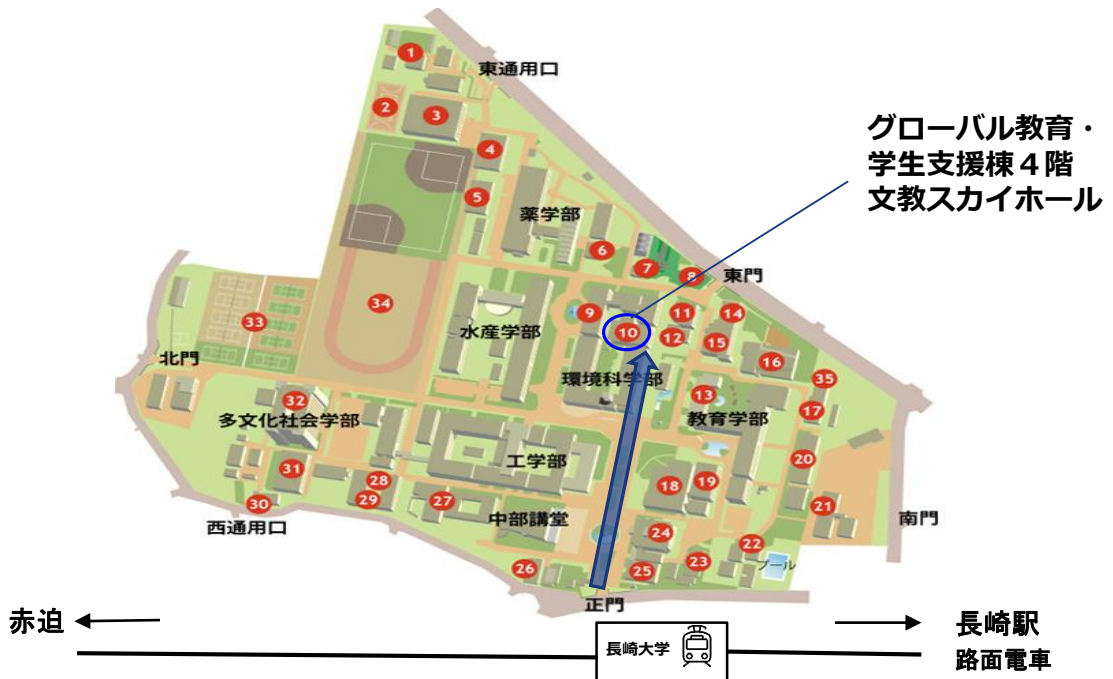 1
東通用口
2
3
グローバル教育・
学生支援棟４階
文教スカイホール
4
5
薬学部
6
7
8
東門
9
10
11
12
14
15
16
33
34
水産学部
北門
環境科学部
13
35
17
32
多文化社会学部
教育学部
工学部
31
28
29
27
18
19
20
21
30
西通用口
中部講堂
24
22
プール
南門
26
25
23
正門
赤迫
長崎大学
長崎駅
路面電車